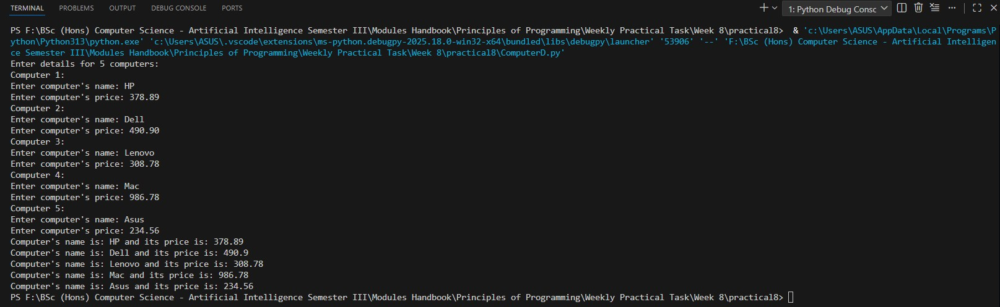 TERMINAL PROBLEMS OUTPUT DEBUG CONSOLE PORTS 1: Python Debug Consc
PS F:\BSc (Hons) Computer Science - Artificial Intelligence Semester III\Modules Handbook\Principles of Programming\Weekly Practical Task\Week 8\practical8>  & 'c:\Users\ASUS\AppData\Local\Programs\P
ython\Python313\python.exe' 'c:\Users\ASUS\.vscode\extensions\ms-python.debugpy-2025.18.0-win32-x64\bundled\libs\debugpy\launcher' '53906' '--' 'F:\BSc (Hons) Computer Science - Artificial Intelligen
ce Semester III\Modules Handbook\Principles of Programming\Weekly Practical Task\Week 8\practical8\ComputerD.py'
Enter details for 5 computers:
Computer 1:
Enter computer's name: HP
Enter computer's price: 378.89
Computer 2:
Enter computer's name: Dell
Enter computer's price: 490.90
Computer 3:
Enter computer's name: Lenovo
Enter computer's price: 308.78
Computer 4:
Enter computer's name: Mac
Enter computer's price: 986.78
Computer 5:
Enter computer's name: Asus
Enter computer's price: 234.56
Computer's name is: HP and its price is: 378.89
Computer's name is: Dell and its price is: 490.9
Computer's name is: Lenovo and its price is: 308.78
Computer's name is: Mac and its price is: 986.78
Computer's name is: Asus and its price is: 234.56
PS F:\BSc (Hons) Computer Science - Artificial Intelligence Semester III\Modules Handbook\Principles of Programming\Weekly Practical Task\Week 8\practical8>